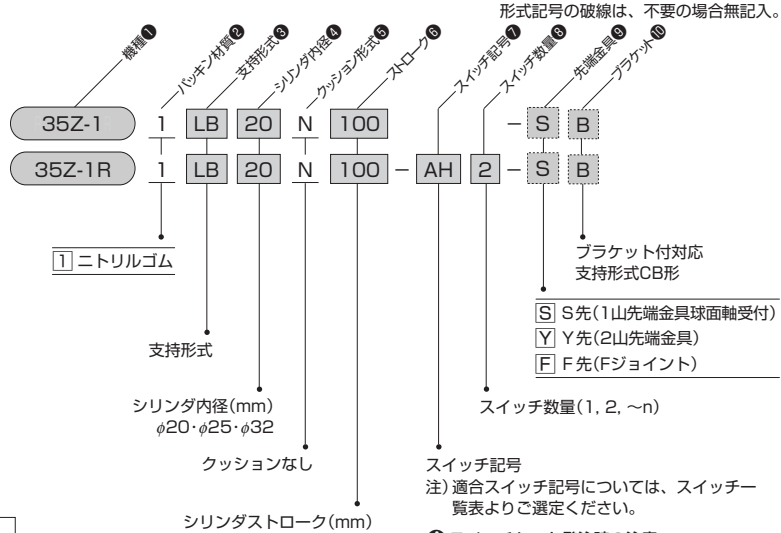 形式記号の破線は、不要の場合無記入。
機種❶
パッキン材質❷
支持形式❸
シリンダ内径❹
クッション形式❺
ストローク❻
スイッチ記号❼
スイッチ数量❽
先端金具❾
ブラケット❿
35Z-1 1 LB 20 N 100 - S B
35Z-1R 1 LB 20 N 100 - AH 2 - S B
1 ニトリルゴム
ブラケット付対応
支持形式CB形
S S先(1山先端金具球面軸受付)
Y Y先(2山先端金具)
F F先(Fジョイント)
支持形式
シリンダ内径(mm)
φ20・φ25・φ32
スイッチ数量(1, 2, ～n)
クッションなし
スイッチ記号
注)適合スイッチ記号については、スイッチ一
覧表よりご選定ください。
シリンダストローク(mm)